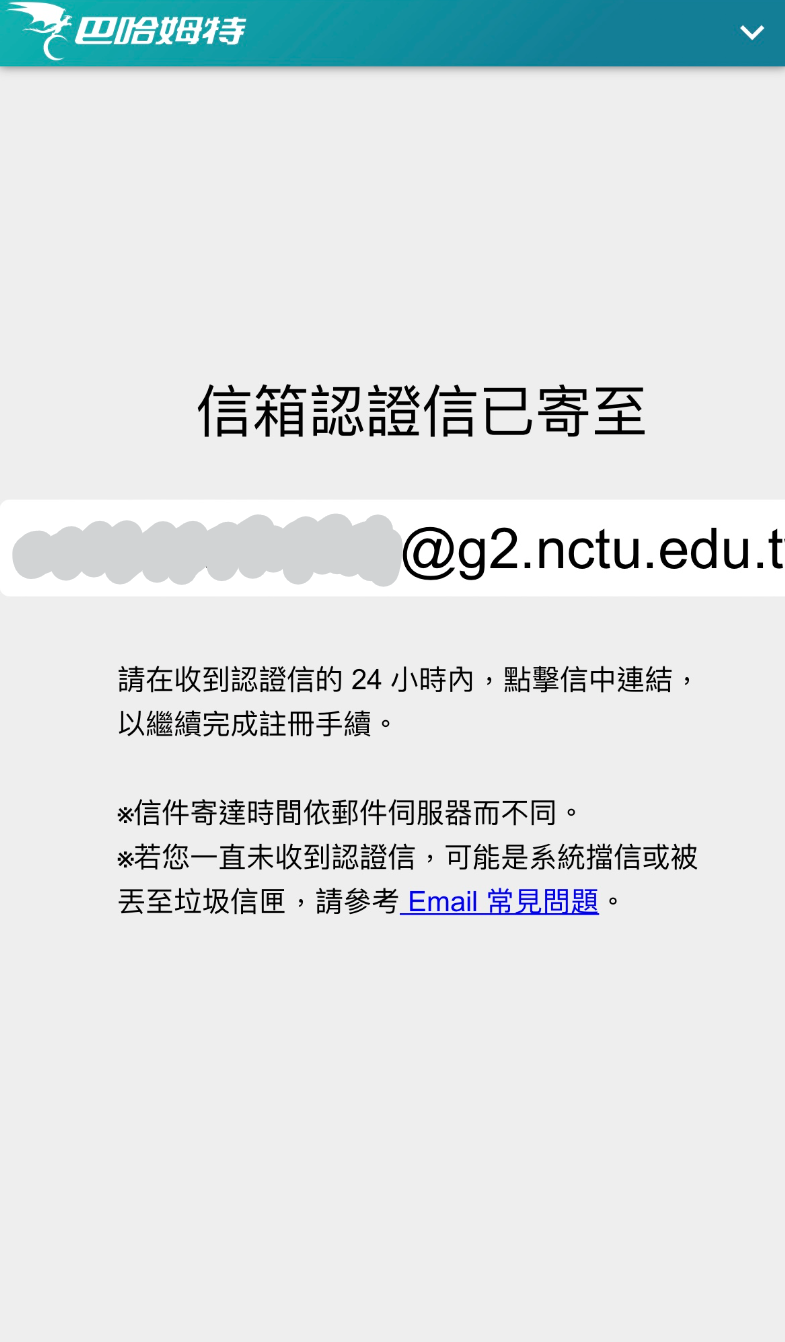 巴哈姆特
信箱認證信已寄至
@g2.nctu.edu.t
請在收到認證信的 24 小時內，點擊信中連結，
以繼續完成註冊手續。
※信件寄達時間依郵件伺服器而不同。
※若您一直未收到認證信，可能是系統擋信或被
丟至垃圾信匣，請參考 Email 常見問題。